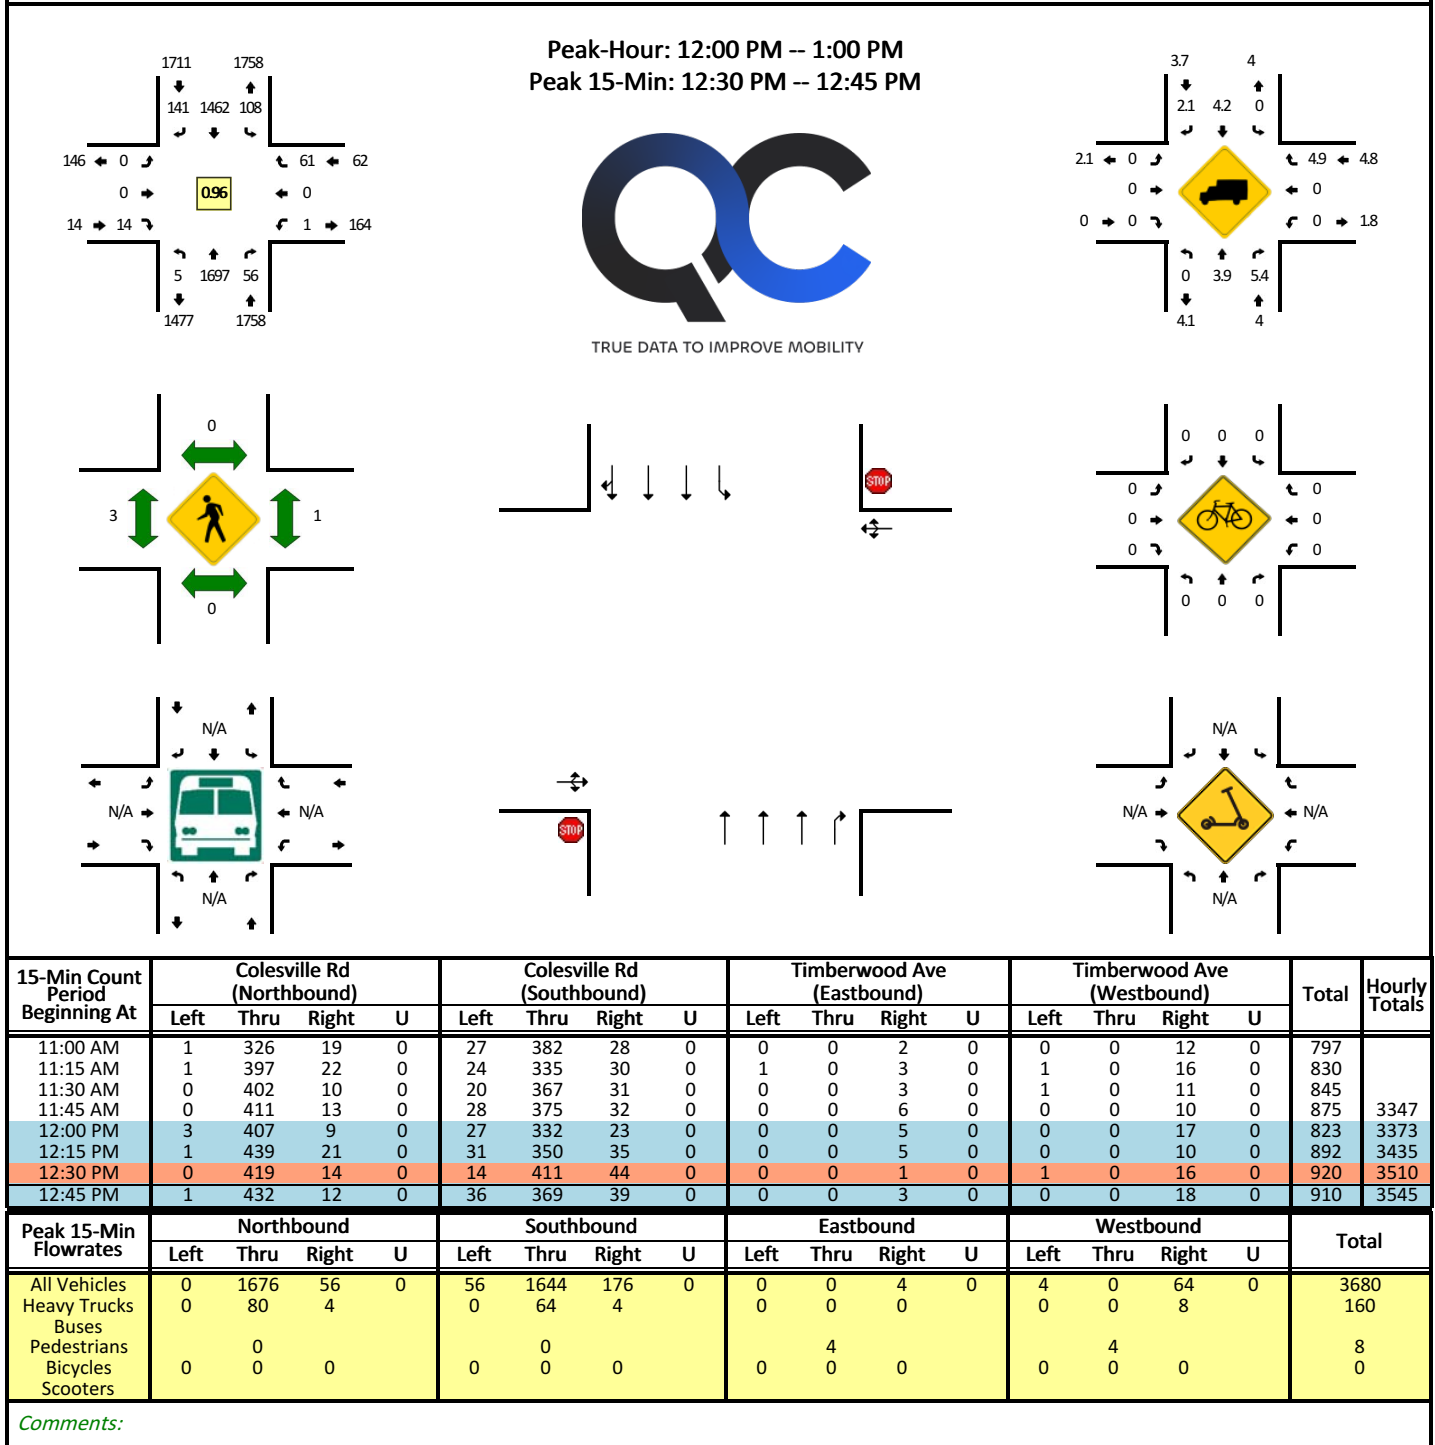 Peak-Hour: 12:00 PM -- 1:00 PM
Peak 15-Min: 12:30 PM -- 12:45 PM
1711 1758
141 1462 108
146 0 61 62
0 0.96 0
14 14 1 164
5 1697 56
1477 1758
QC
TRUE DATA TO IMPROVE MOBILITY
3.7 4
2.1 4.2 0
2.1 0 4.9 4.8
0 0
0 0 0 1.8
0 3.9 5.4
4.1 4
0
3 1
0
STOP
0 0 0
0 0
0 0
0 0
0 0 0
N/A
N/A N/A
N/A
STOP
N/A
N/A N/A
N/A
15-Min Count Period Beginning At Colesville Rd (Northbound) Colesville Rd (Southbound) Timberwood Ave (Eastbound) Timberwood Ave (Westbound) Total Hourly Totals
Left Thru Right U Left Thru Right U Left Thru Right U Left Thru Right U
11:00 AM 1 326 19 0 27 382 28 0 0 0 2 0 0 0 12 0 797
11:15 AM 1 397 22 0 24 335 30 0 1 0 3 0 1 0 16 0 830
11:30 AM 0 402 10 0 20 367 31 0 0 0 3 0 1 0 11 0 845
11:45 AM 0 411 13 0 28 375 32 0 0 0 6 0 0 0 10 0 875 3347
12:00 PM 3 407 9 0 27 332 23 0 0 0 5 0 0 0 17 0 823 3373
12:15 PM 1 439 21 0 31 350 35 0 0 0 5 0 0 0 10 0 892 3435
12:30 PM 0 419 14 0 14 411 44 0 0 0 1 0 1 0 16 0 920 3510
12:45 PM 1 432 12 0 36 369 39 0 0 0 3 0 0 0 18 0 910 3545
Peak 15-Min Flowrates Northbound Southbound Eastbound Westbound Total
Left Thru Right U Left Thru Right U Left Thru Right U Left Thru Right U
All Vehicles 0 1676 56 0 56 1644 176 0 0 0 4 0 4 0 64 0 3680
Heavy Trucks 0 80 4 0 64 4 0 0 0 0 0 8 160
Buses
Pedestrians 0 0 4 4 8
Bicycles 0 0 0 0 0 0 0 0 0 0 0 0 0
Scooters
Comments: